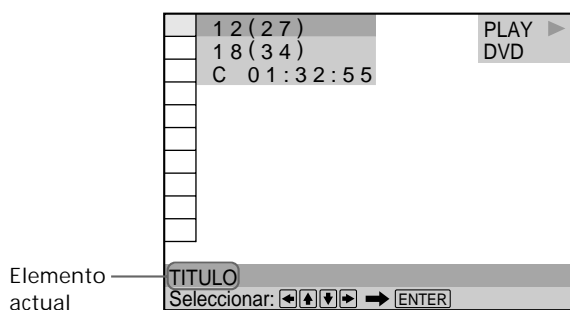 12(27)
PLAY
18(34)
DVD
C 01:32:55
Elemento
actual
TITULO
Seleccionar: ENTER